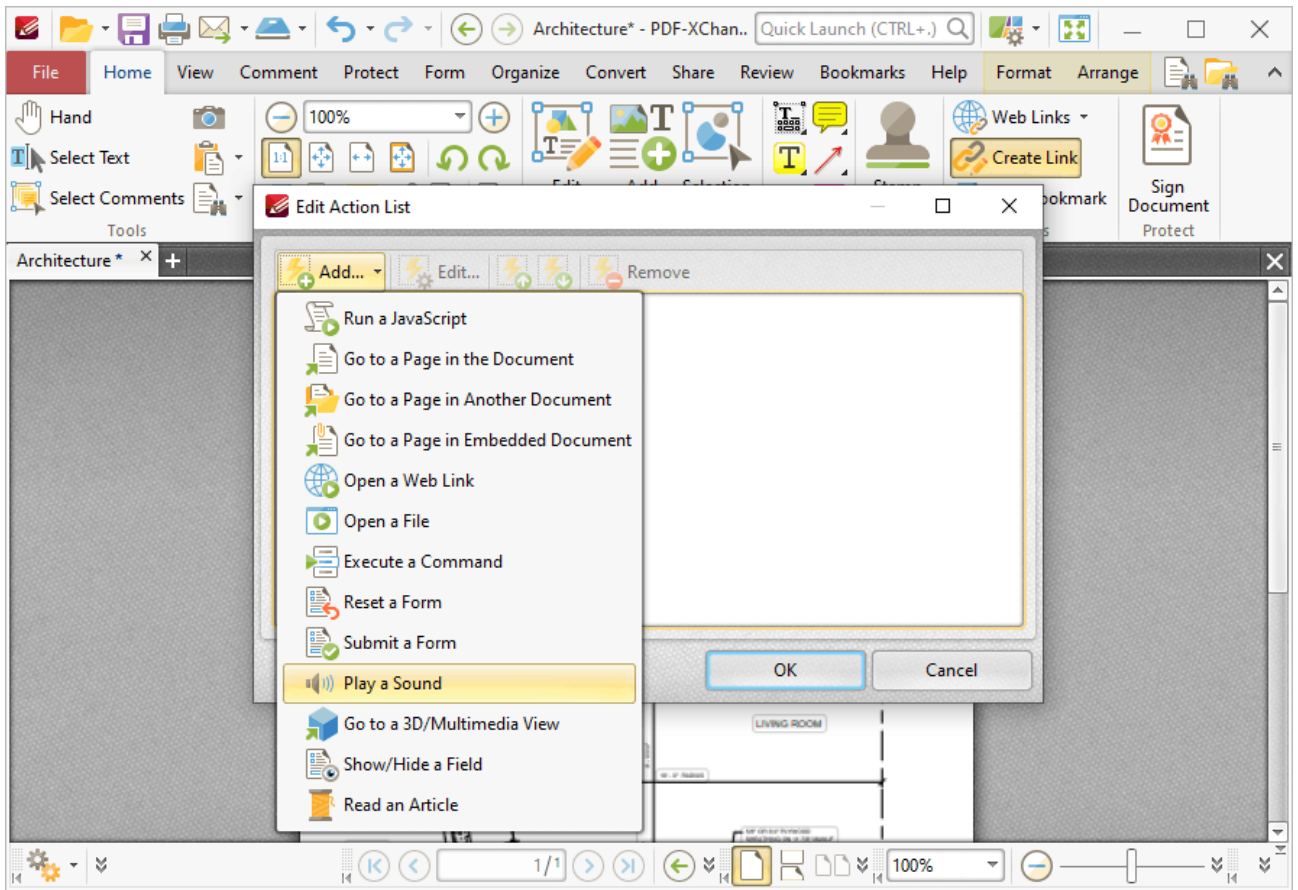 Architecture* - PDF-XChan.. Quick Launch (CTRL+.)
File Home View Comment Protect Form Organize Convert Share Review Bookmarks Help Format Arrange
Hand 100% Web Links
1:1
Select Text Create Link
Select Comments
Sign
Document
Tools Protect
Edit Action List
Architecture *
Add... Edit... Remove
Run a JavaScript
Go to a Page in the Document
Go to a Page in Another Document
Go to a Page in Embedded Document
Open a Web Link
Open a File
Execute a Command
Reset a Form
Submit a Form
Play a Sound
Go to a 3D/Multimedia View
Show/Hide a Field
Read an Article
OK Cancel
LIVING ROOM
1/1 100%